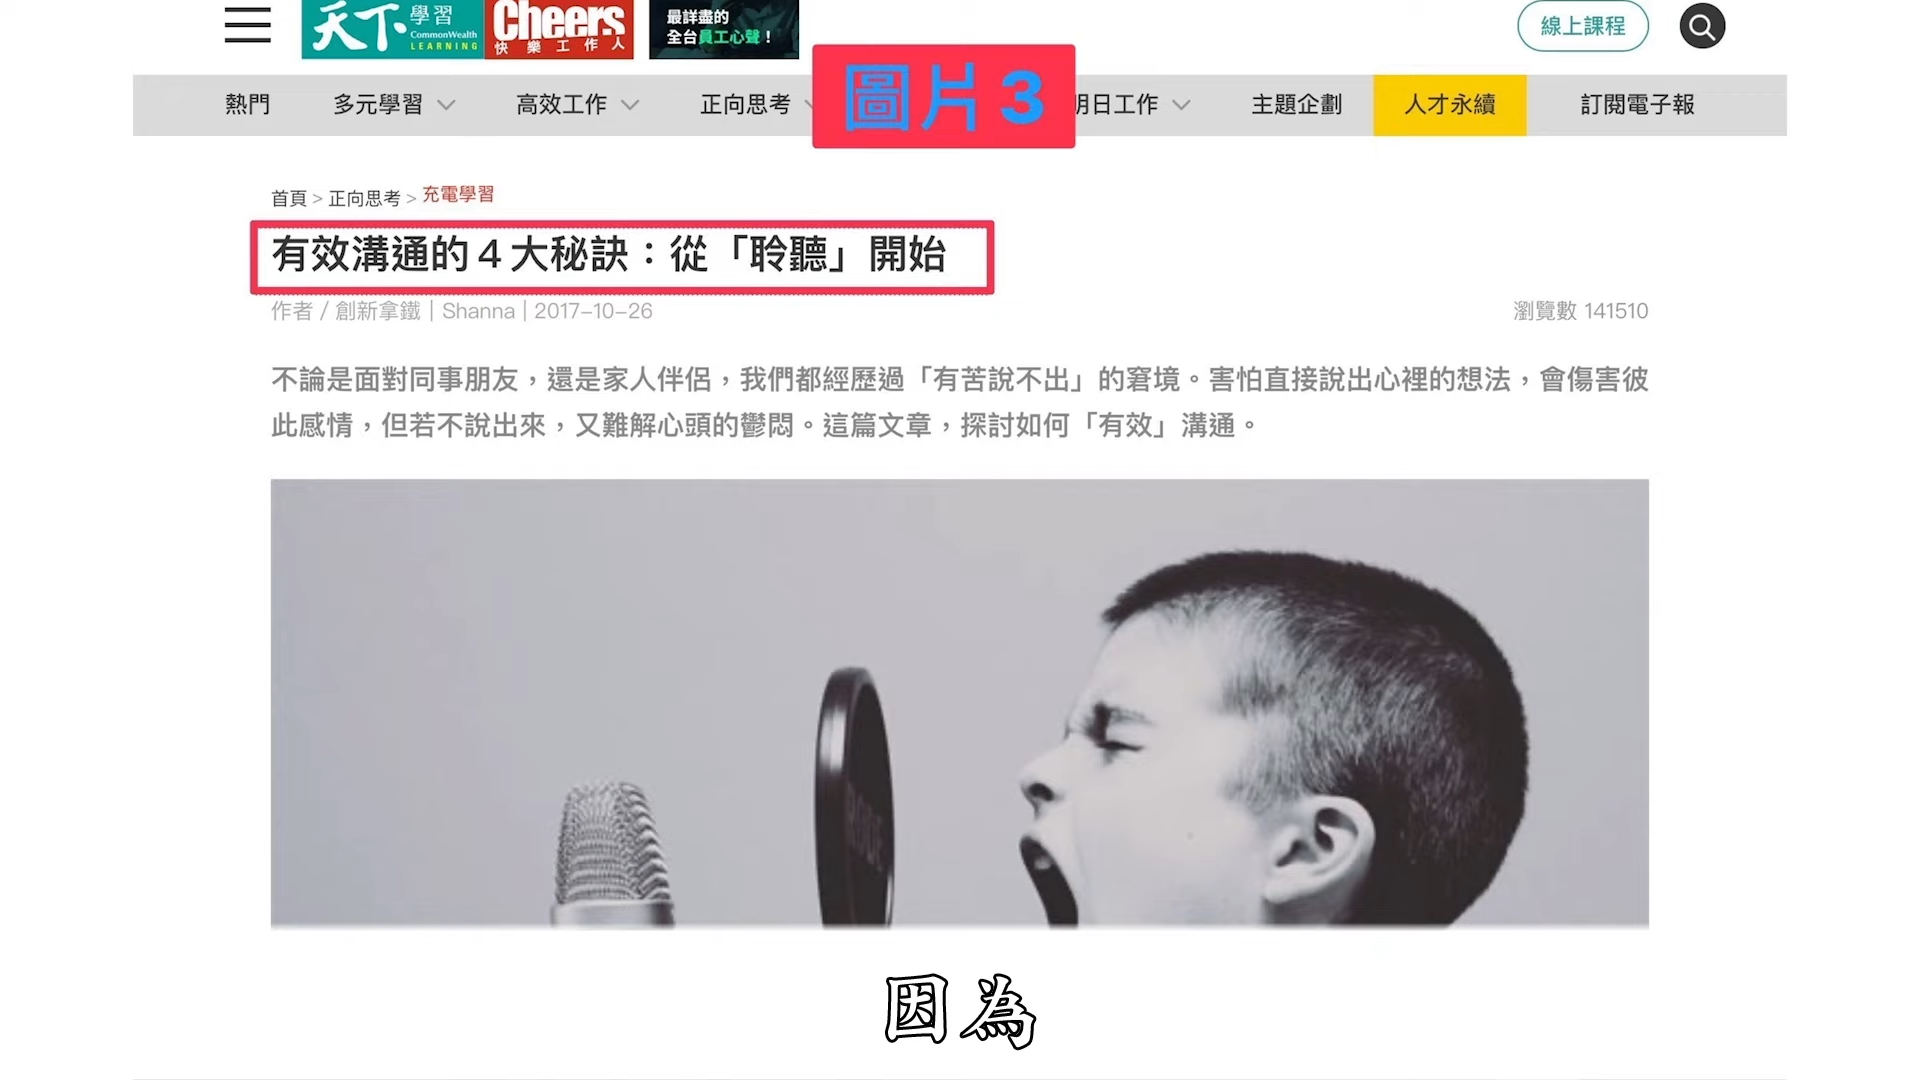 天下 學習
CommonWealth
LEARNING
Cheers
快樂工作人
最詳盡的
全台員工心聲！
線上課程
圖片3
熱門 多元學習 高效工作 正向思考 明日工作 主題企劃 人才永續 訂閱電子報
首頁 > 正向思考 > 充電學習
有效溝通的４大秘訣：從「聆聽」開始
作者 / 創新拿鐵｜Shanna｜2017-10-26 瀏覽數 141510
不論是面對同事朋友，還是家人伴侶，我們都經歷過「有苦說不出」的窘境。害怕直接說出心裡的想法，會傷害彼
此感情，但若不說出來，又難解心頭的鬱悶。這篇文章，探討如何「有效」溝通。
RODE
因為